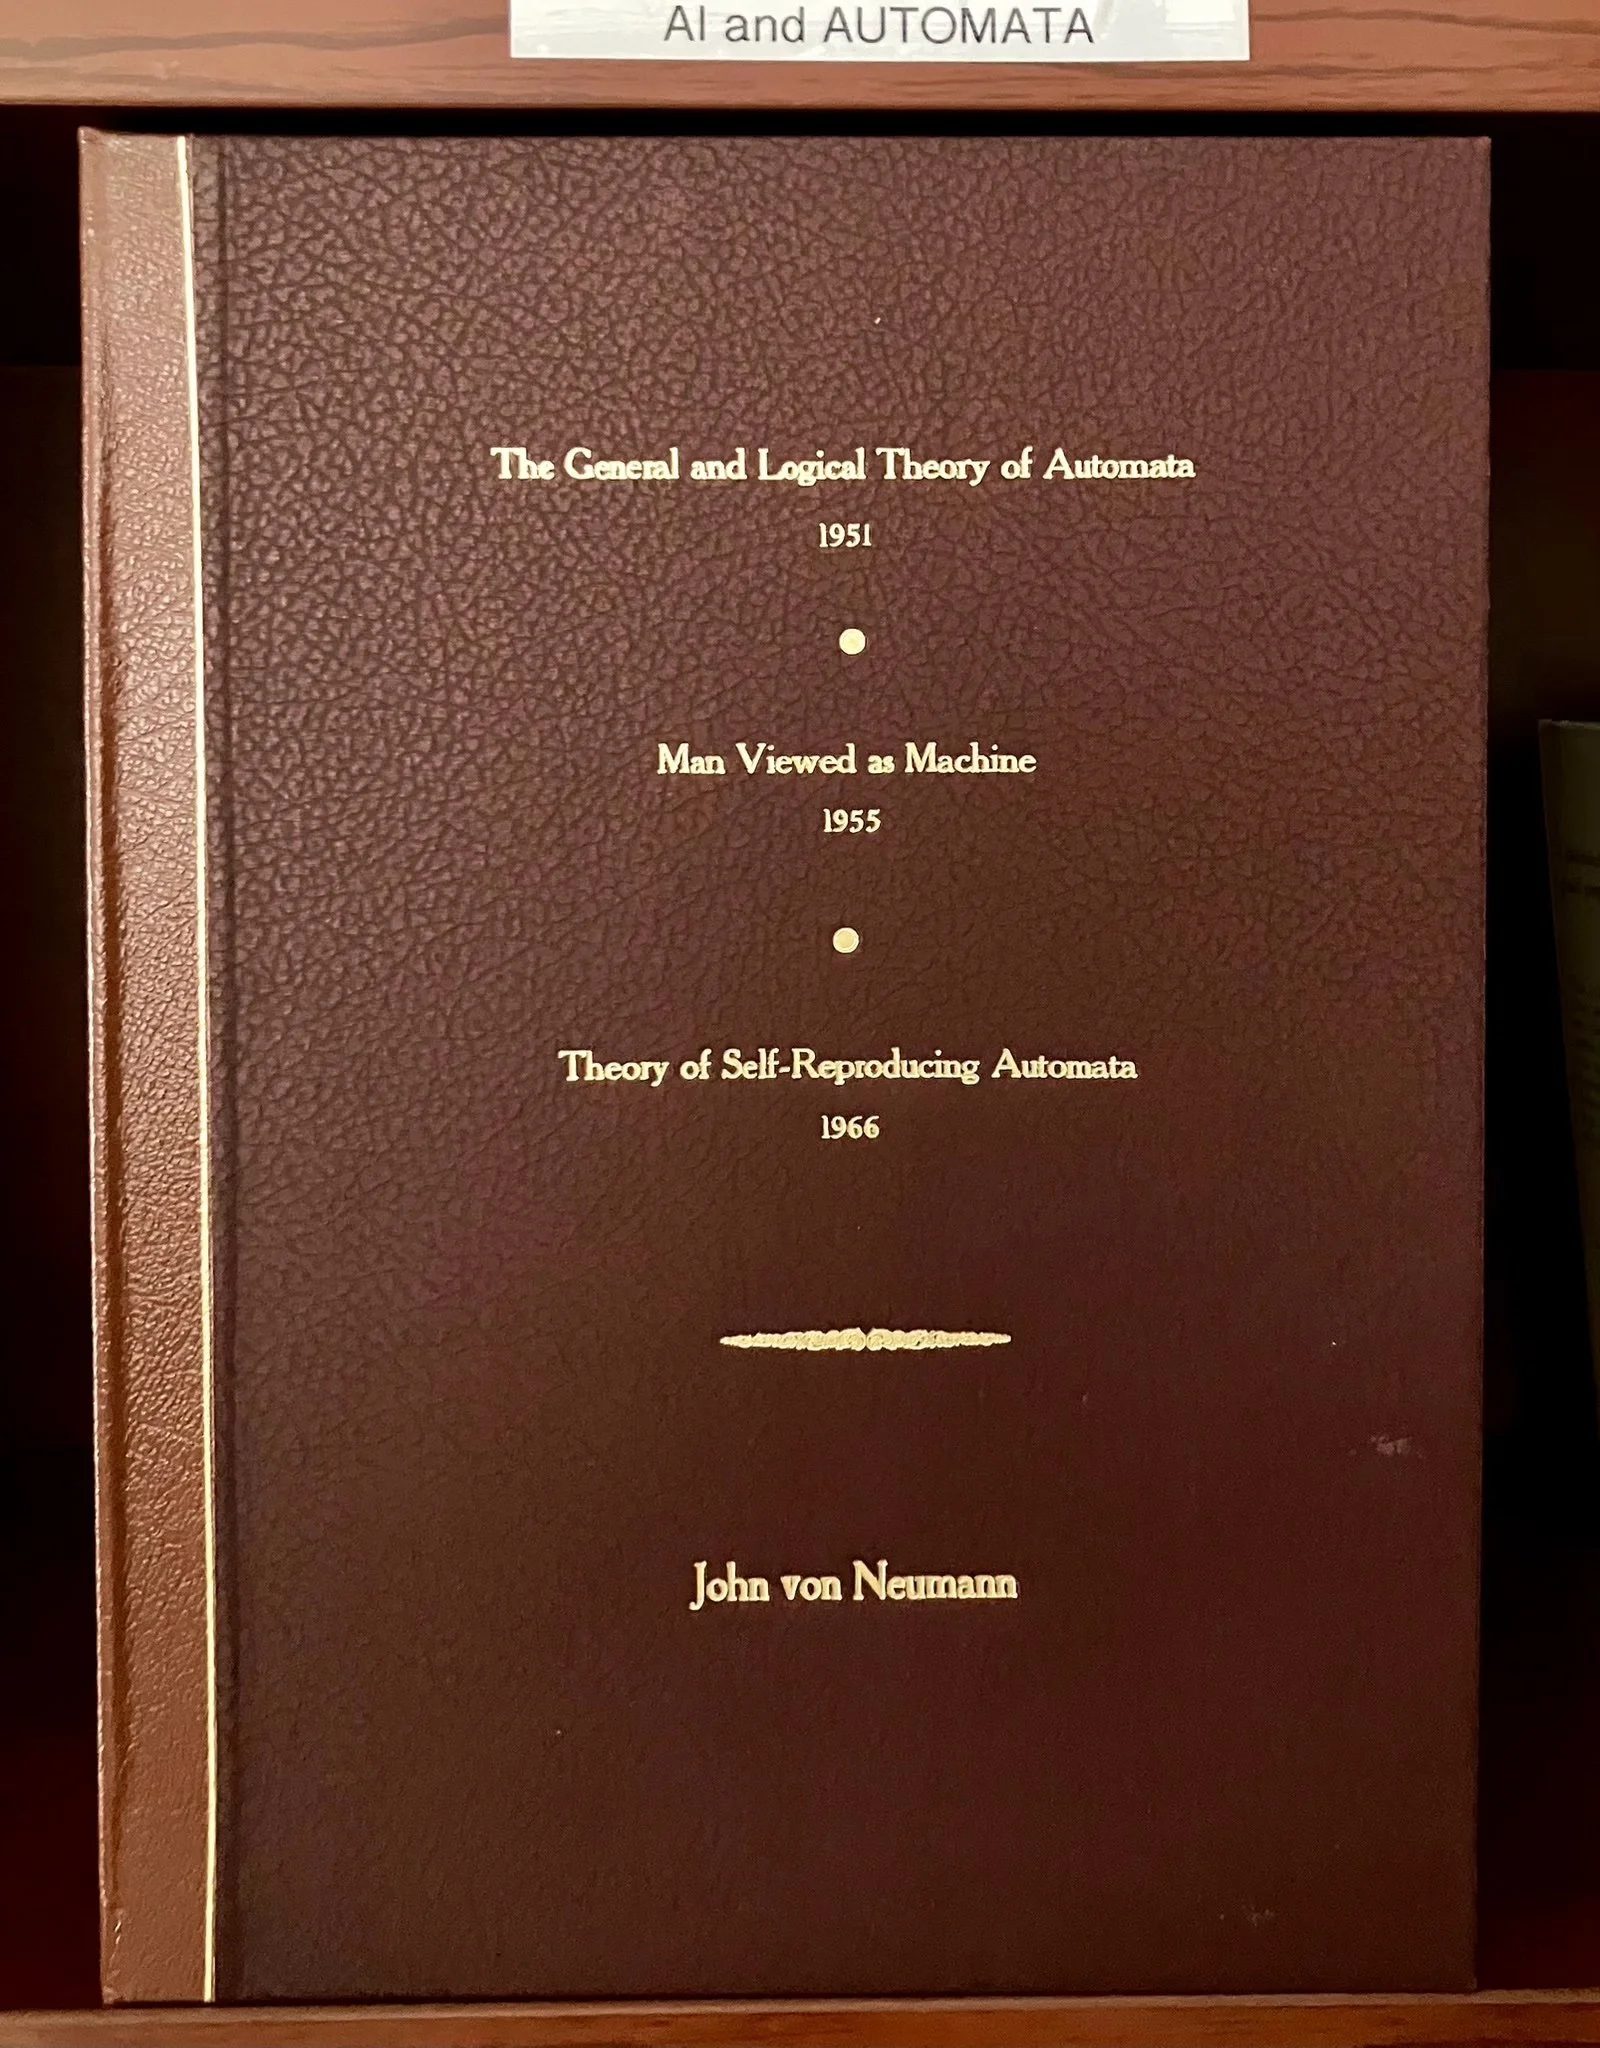 AI and AUTOMATA
The General and Logical Theory of Automata
1951
Man Viewed as Machine
1955
Theory of Self-Reproducing Automata
1966
John von Neumann